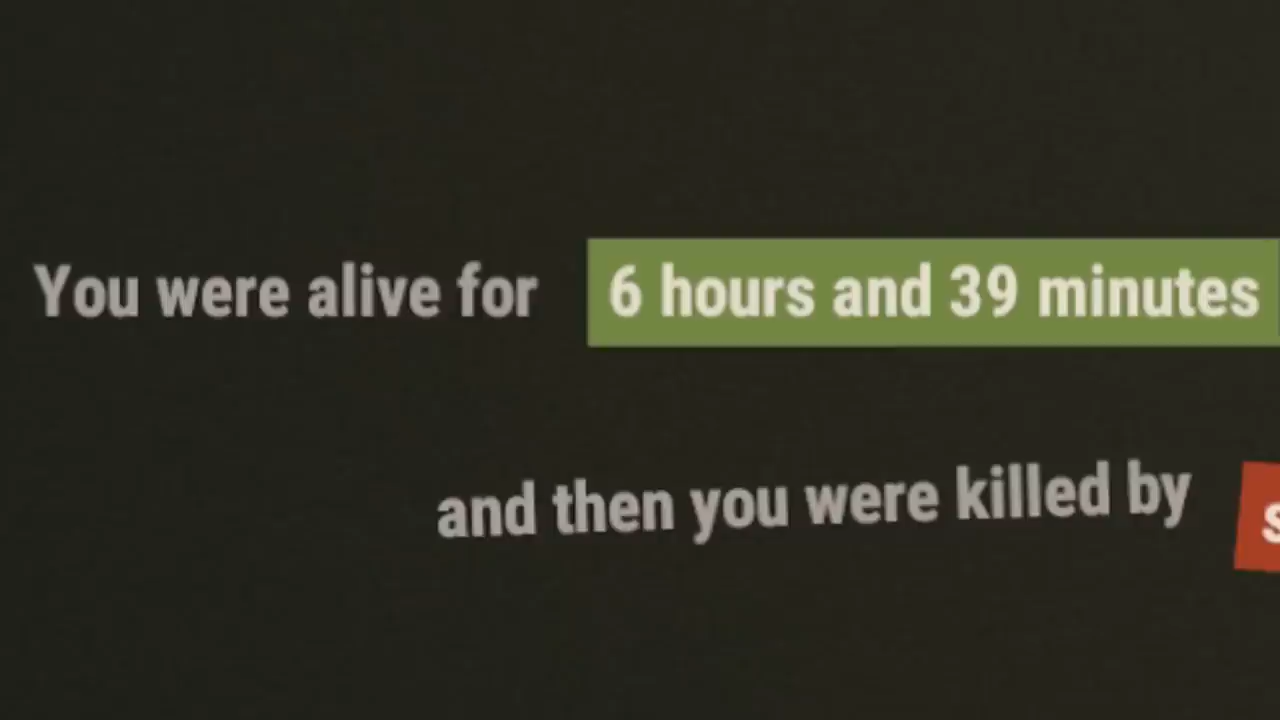 You were alive for 6 hours and 39 minutes
and then you were killed by